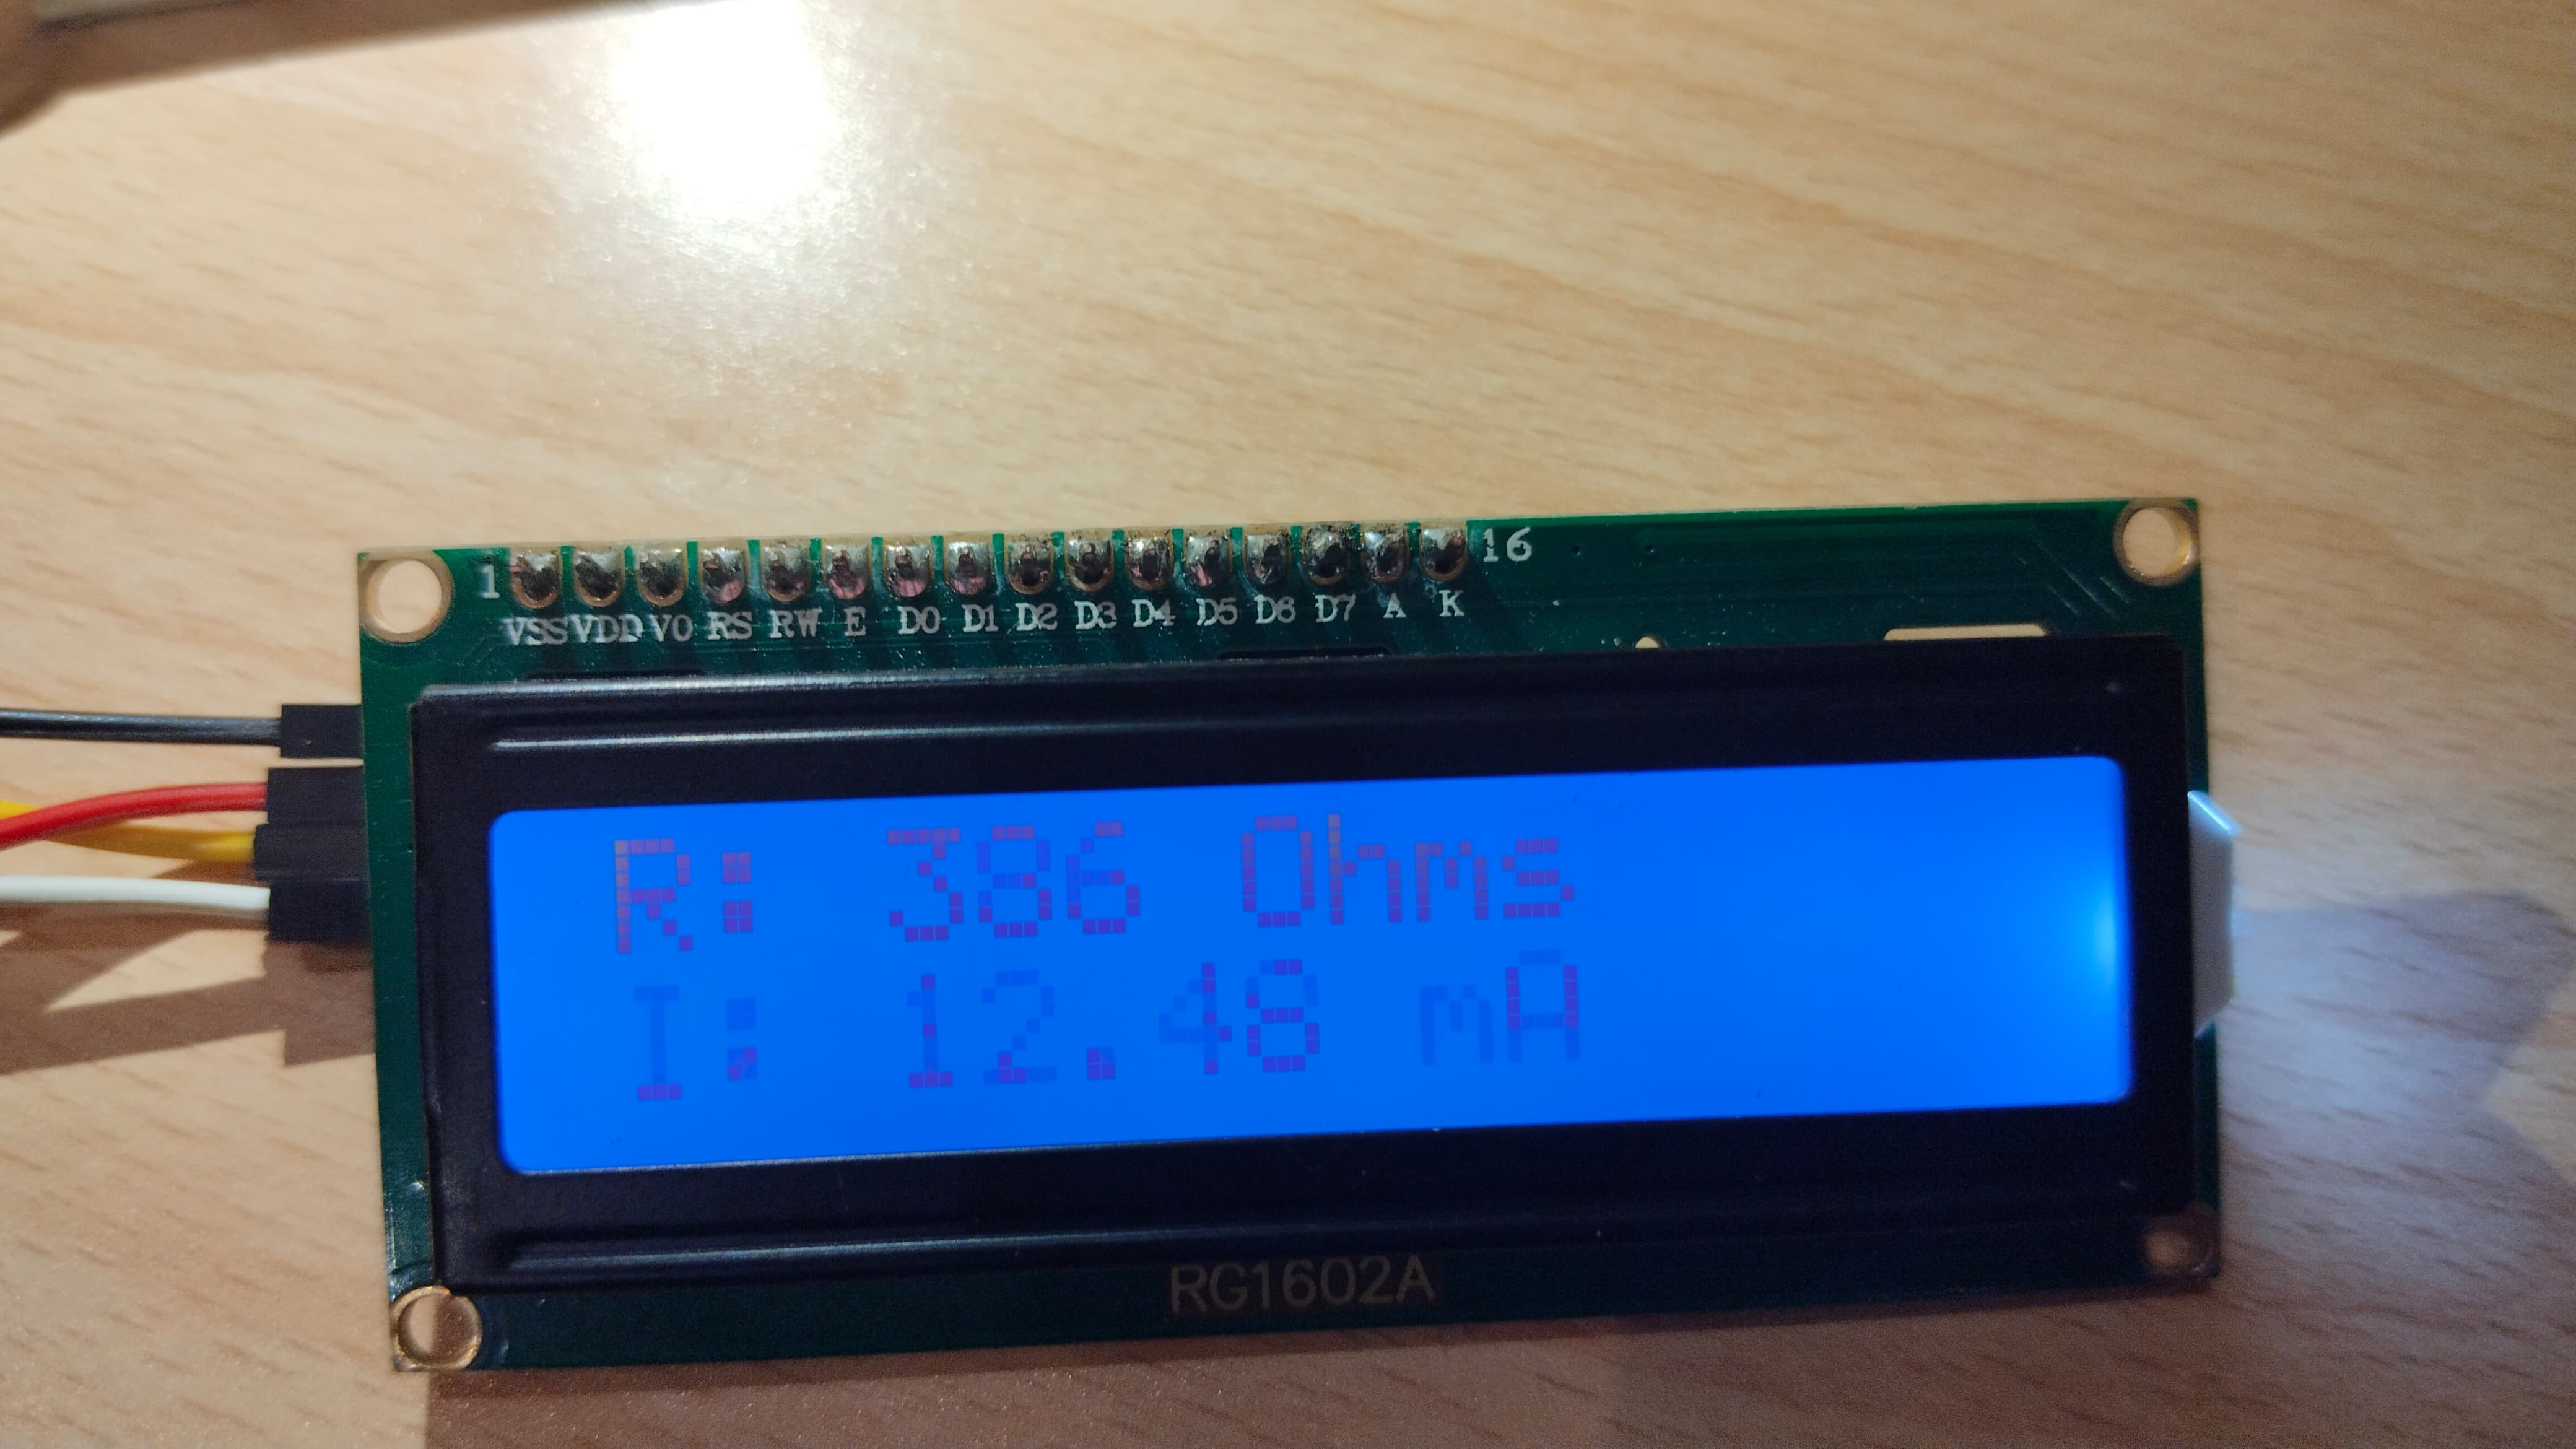 1 16
VSS VDD V0 RS RW E D0 D1 D2 D3 D4 D5 D6 D7 A K
R: 386 Ohms
I: 12.48 mA
RG1602A